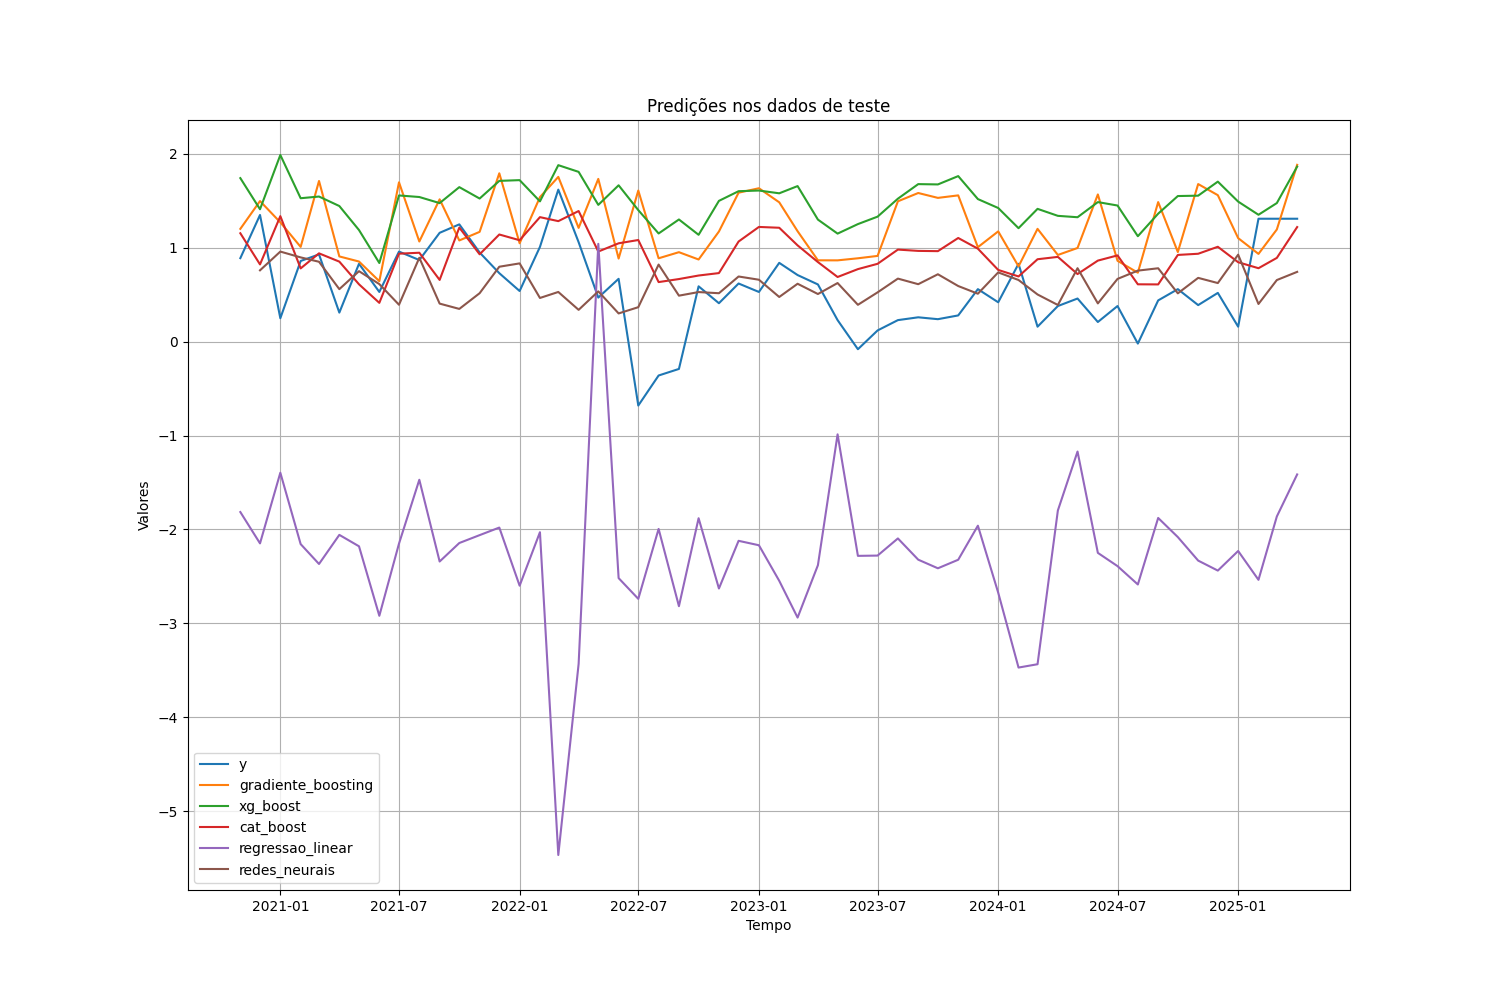 Predições nos dados de teste
Valores
2
1
0
−1
−2
−3
−4
−5
y
gradiente_boosting
xg_boost
cat_boost
regressao_linear
redes_neurais
2021-01 2021-07 2022-01 2022-07 2023-01 2023-07 2024-01 2024-07 2025-01
Tempo